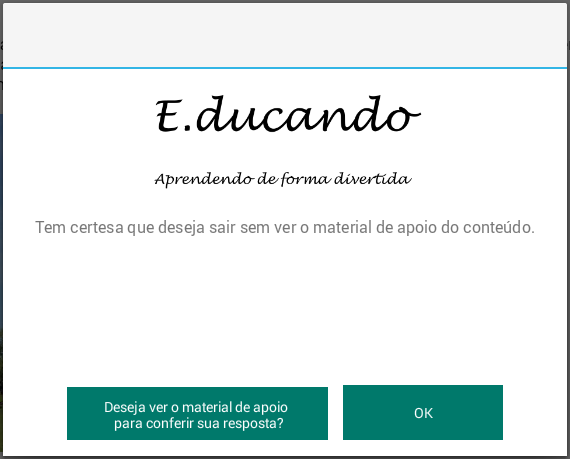 E.ducando
Aprendendo de forma divertida
Tem certesa que deseja sair sem ver o material de apoio do conteúdo.
Deseja ver o material de apoio
para conferir sua resposta?
OK